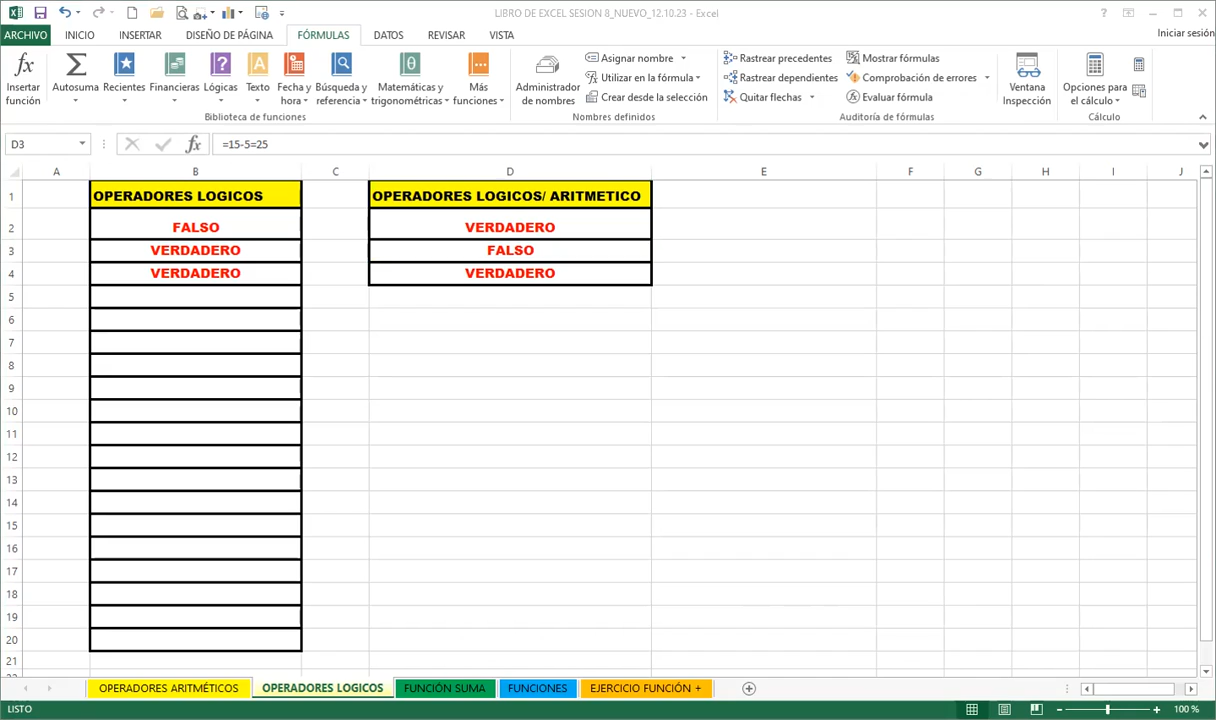 LIBRO DE EXCEL SESION 8_NUEVO_12.10.23 - Excel
?
ARCHIVO INICIO INSERTAR DISEÑO DE PÁGINA FÓRMULAS DATOS REVISAR VISTA Iniciar sesión
Insertar función
Autosuma
Recientes
Financieras
Lógicas
Texto
Fecha y hora
Búsqueda y referencia
Matemáticas y trigonométricas
Más funciones
Biblioteca de funciones
Administrador de nombres
Asignar nombre
Utilizar en la fórmula
Crear desde la selección
Nombres definidos
Rastrear precedentes
Rastrear dependientes
Quitar flechas
Mostrar fórmulas
Comprobación de errores
Evaluar fórmula
Auditoría de fórmulas
Ventana Inspección
Opciones para el cálculo
Cálculo
D3 fx =15-5=25
A B C D E F G H I J
1 OPERADORES LOGICOS OPERADORES LOGICOS/ ARITMETICO
2 FALSO VERDADERO
3 VERDADERO FALSO
4 VERDADERO VERDADERO
5
6
7
8
9
10
11
12
13
14
15
16
17
18
19
20
21
OPERADORES ARITMÉTICOS OPERADORES LOGICOS FUNCIÓN SUMA FUNCIONES EJERCICIO FUNCIÓN +
LISTO 100 %